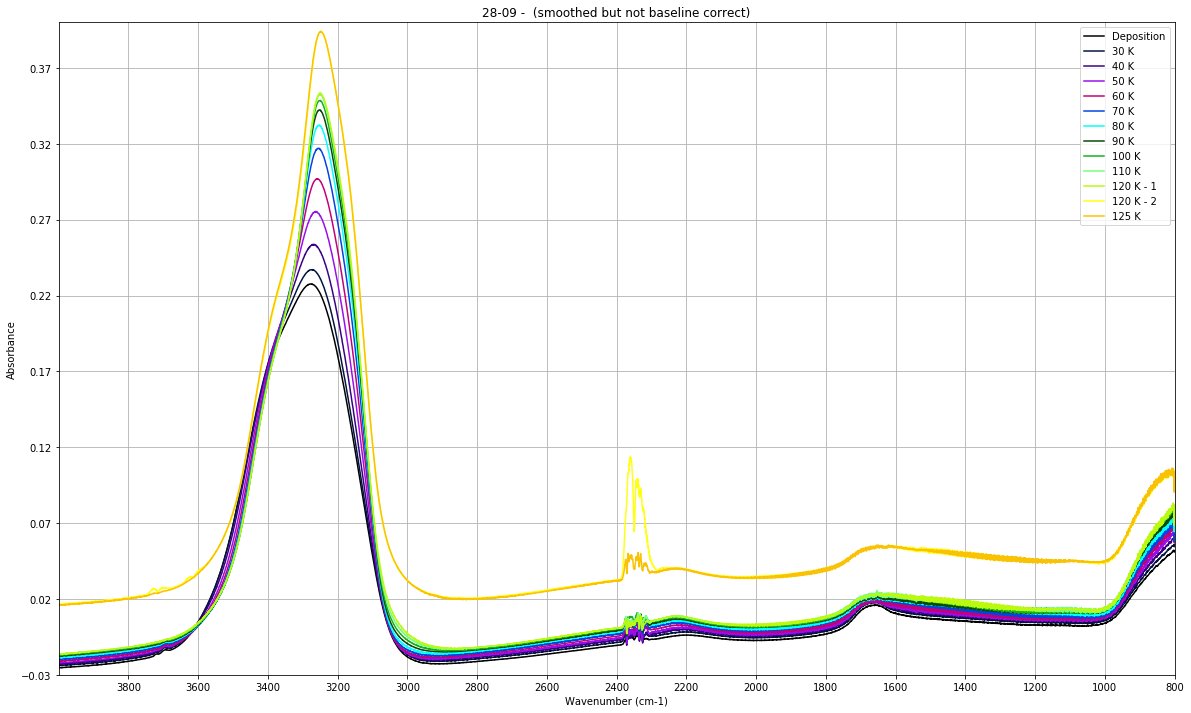 28-09 -  (smoothed but not baseline correct)
Absorbance
0.37
0.32
0.27
0.22
0.17
0.12
0.07
0.02
−0.03
Deposition
30 K
40 K
50 K
60 K
70 K
80 K
90 K
100 K
110 K
120 K - 1
120 K - 2
125 K
3800 3600 3400 3200 3000 2800 2600 2400 2200 2000 1800 1600 1400 1200 1000 800
Wavenumber (cm-1)